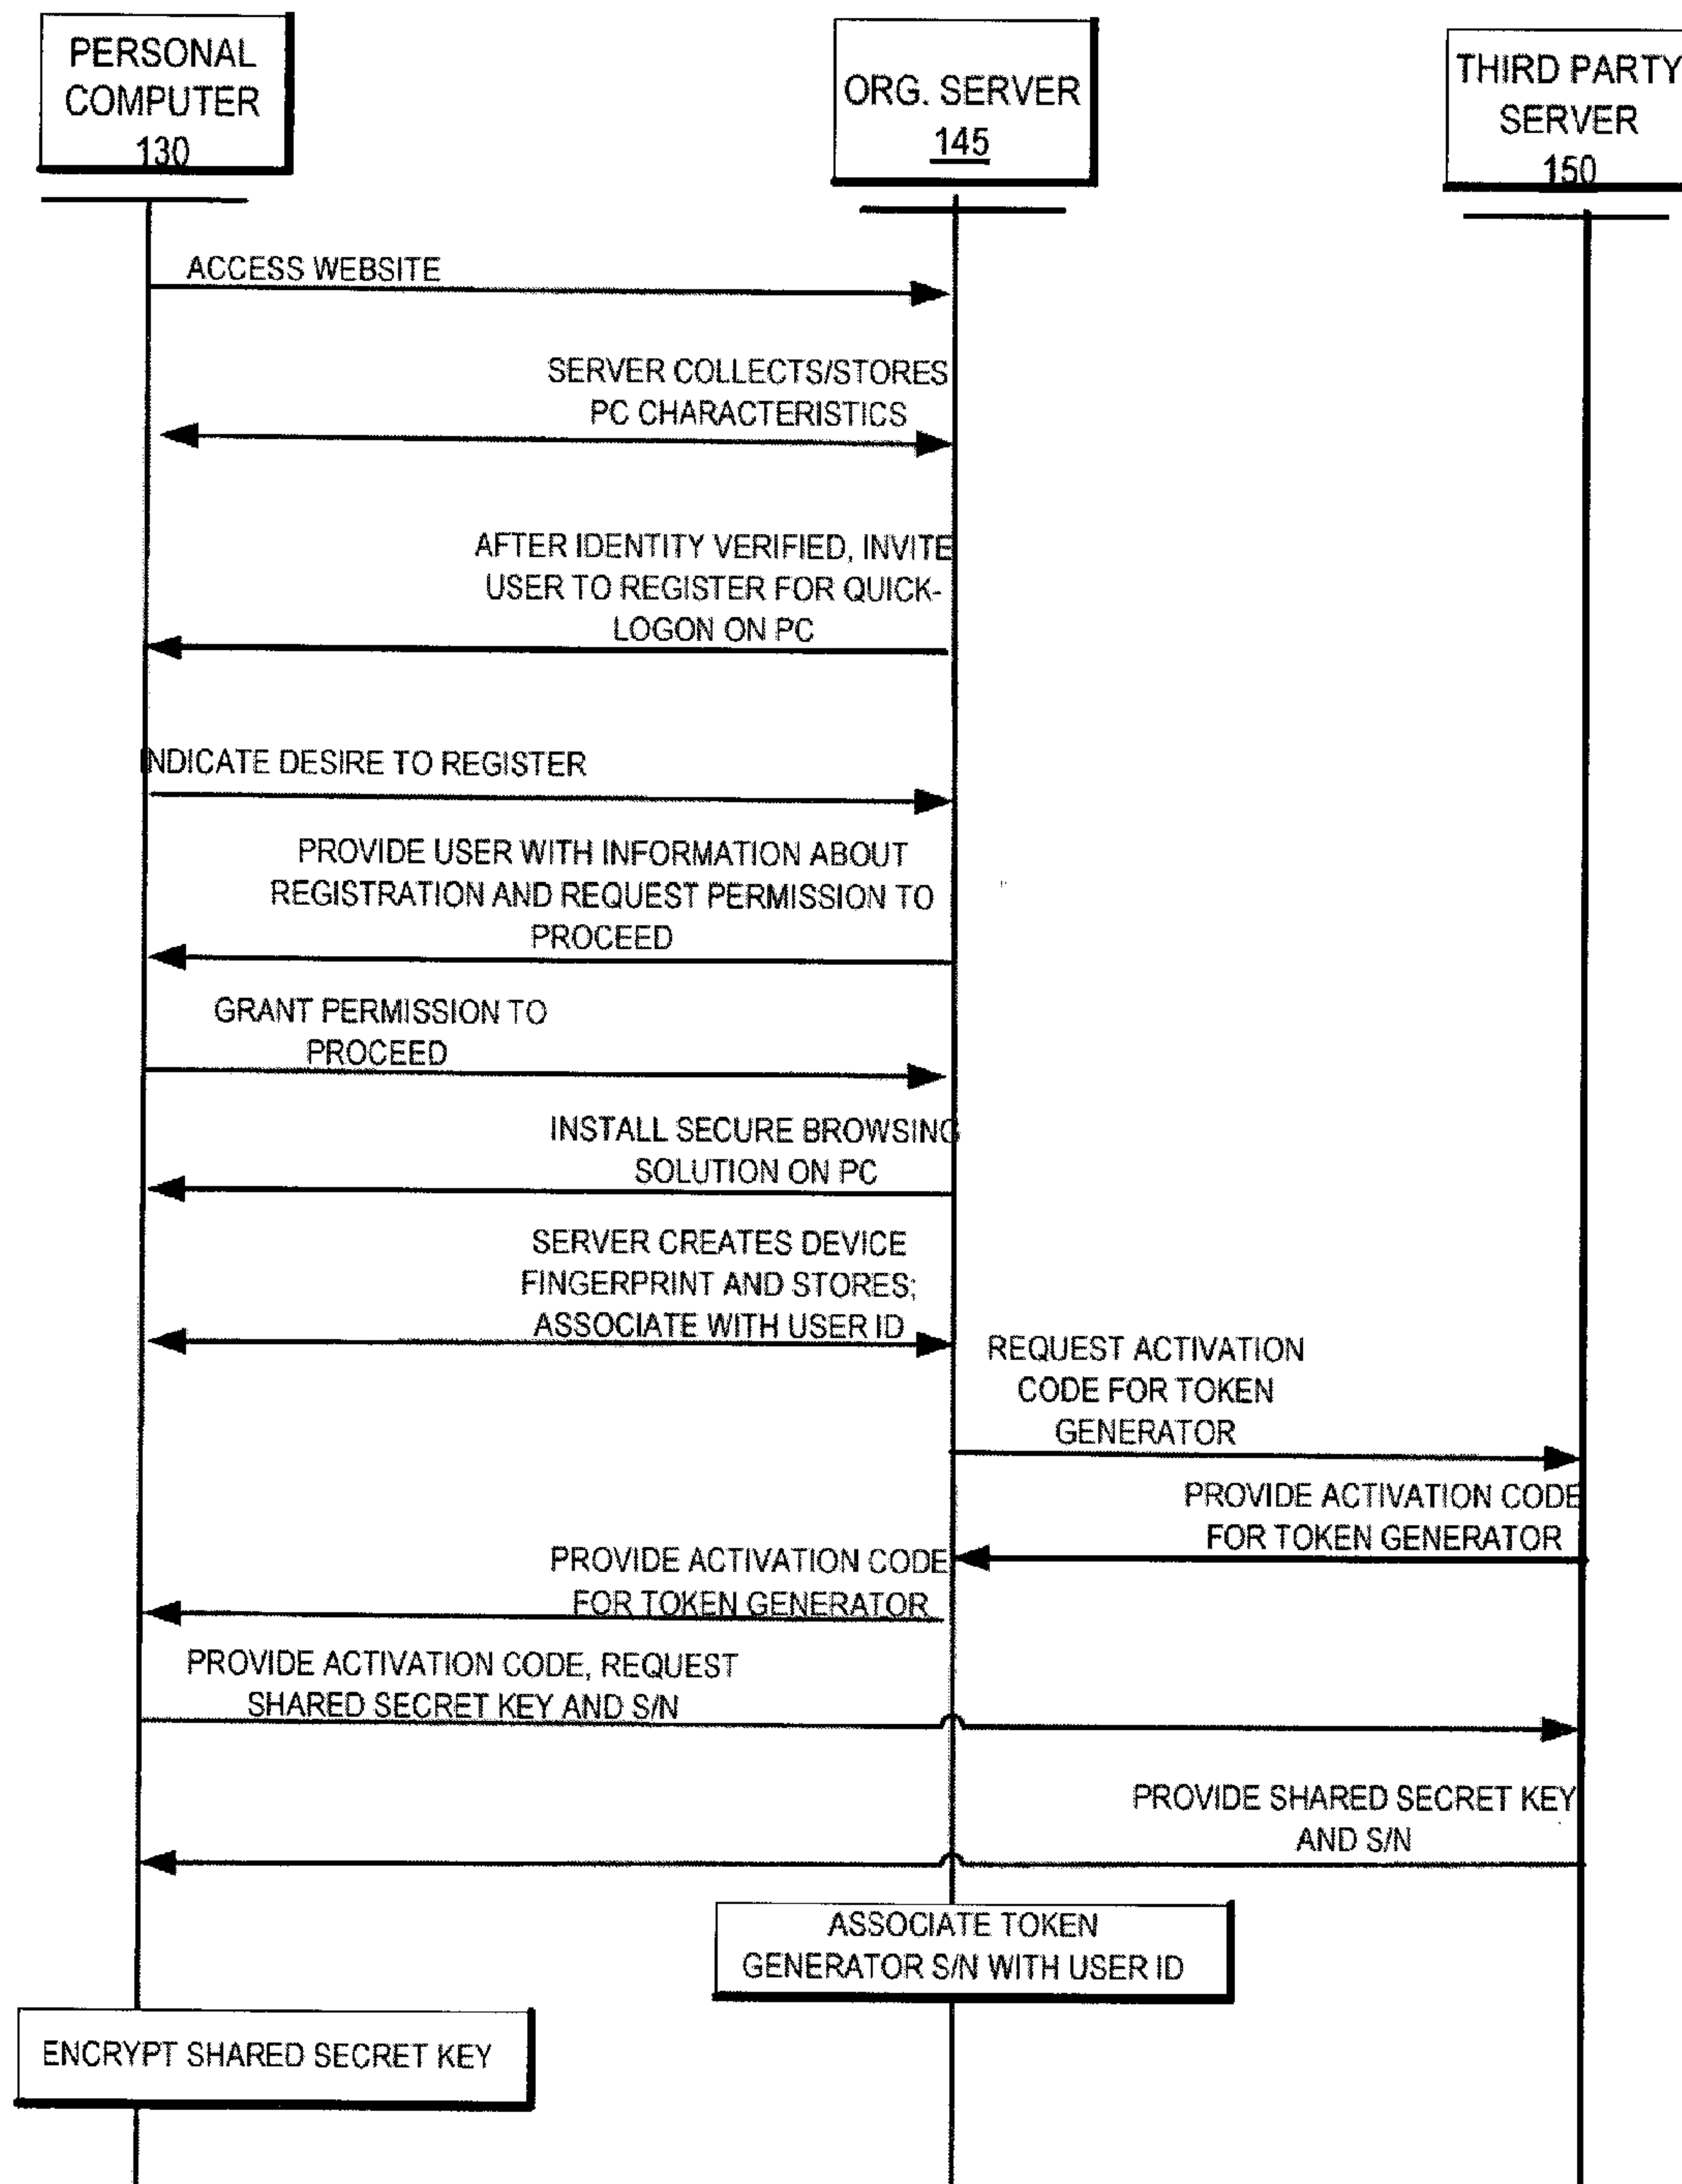 PERSONAL
COMPUTER
130
ORG. SERVER
145
THIRD PARTY
SERVER
150
ACCESS WEBSITE
SERVER COLLECTS/STORES
PC CHARACTERISTICS
AFTER IDENTITY VERIFIED, INVITE
USER TO REGISTER FOR QUICK-
LOGON ON PC
INDICATE DESIRE TO REGISTER
PROVIDE USER WITH INFORMATION ABOUT
REGISTRATION AND REQUEST PERMISSION TO
PROCEED
GRANT PERMISSION TO
PROCEED
INSTALL SECURE BROWSING
SOLUTION ON PC
SERVER CREATES DEVICE
FINGERPRINT AND STORES;
ASSOCIATE WITH USER ID
REQUEST ACTIVATION
CODE FOR TOKEN
GENERATOR
PROVIDE ACTIVATION CODE
FOR TOKEN GENERATOR
PROVIDE ACTIVATION CODE
FOR TOKEN GENERATOR
PROVIDE ACTIVATION CODE, REQUEST
SHARED SECRET KEY AND S/N
PROVIDE SHARED SECRET KEY
AND S/N
ASSOCIATE TOKEN
GENERATOR S/N WITH USER ID
ENCRYPT SHARED SECRET KEY